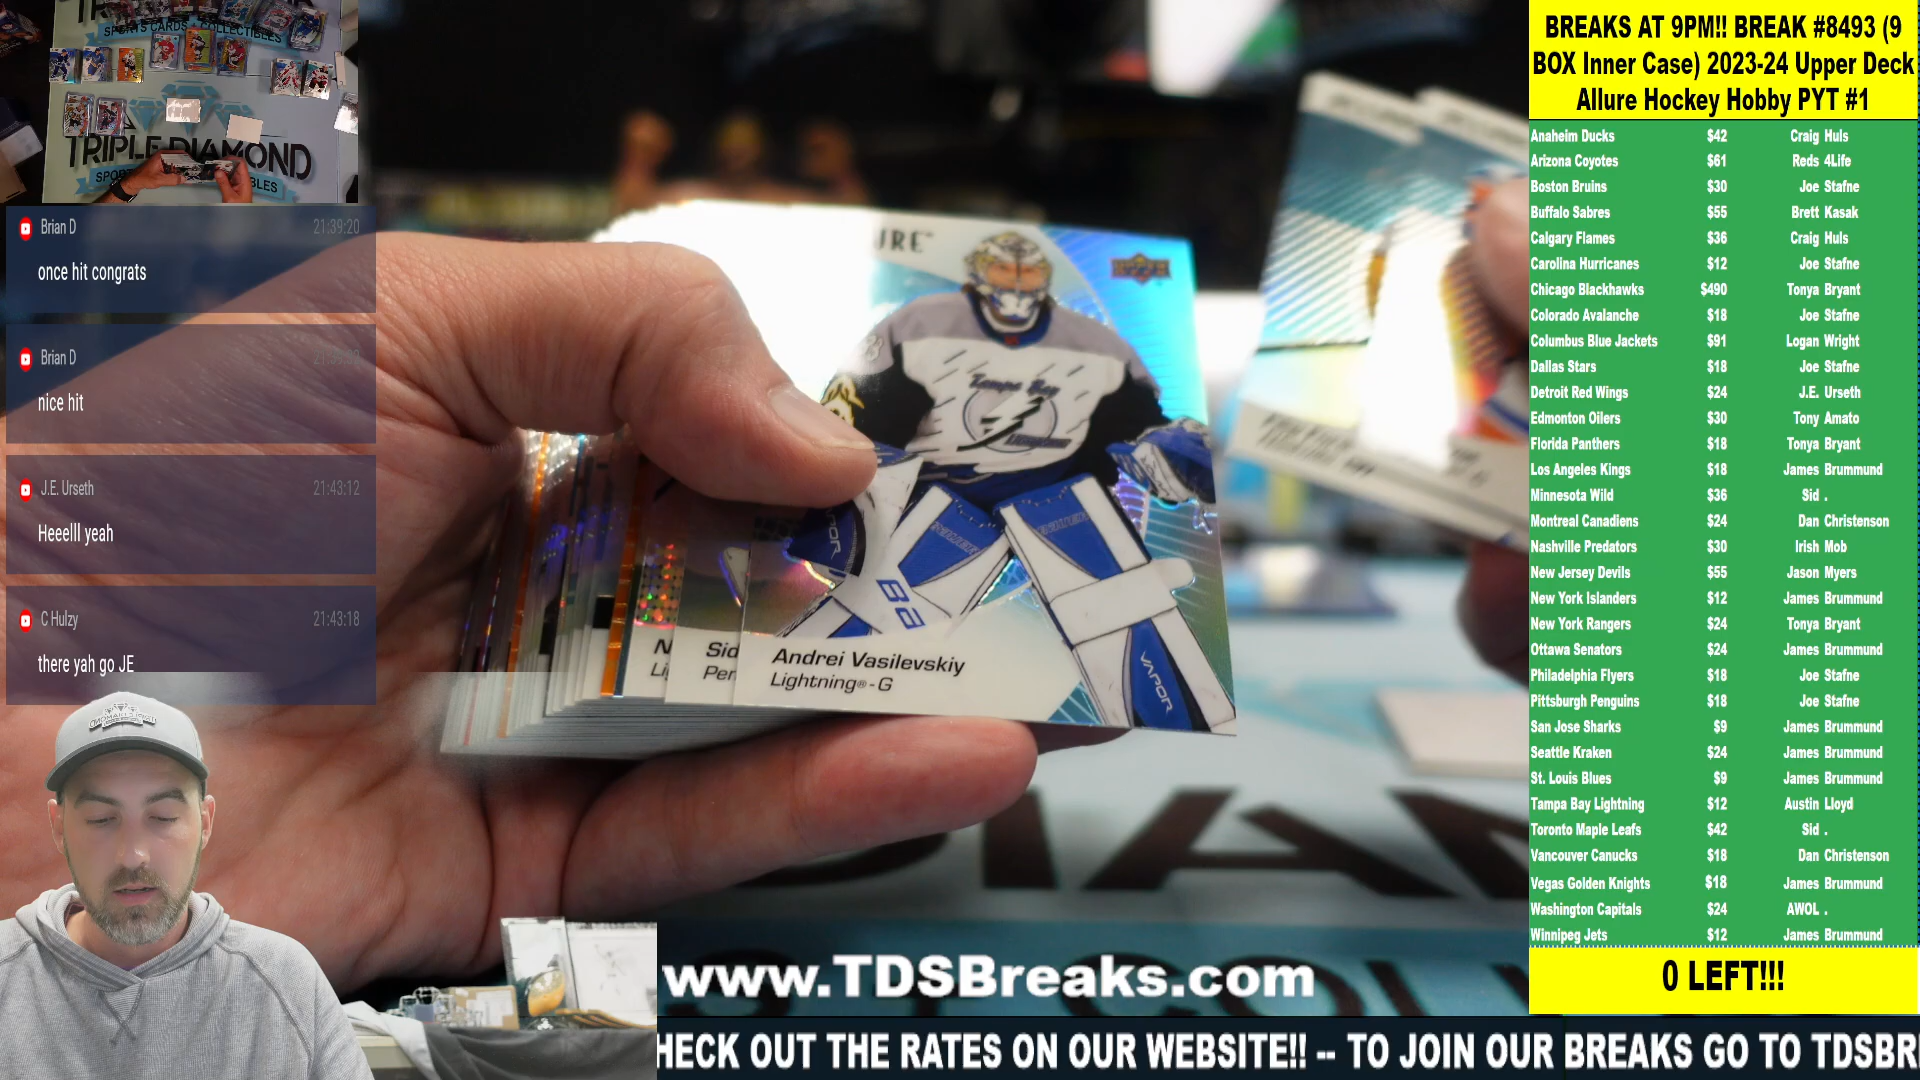 SPORTS CARDS + COLLECTIBLES
TRIPLE DIAMOND
Brian D 21:39:20
once hit congrats
Brian D
nice hit
J.E. Urseth 21:43:12
Heeelll yeah
C Hulzy 21:43:18
there yah go JE
URE
Tampa Bay
VAPOR
Ba
VAPOR
N
Sid
Pen
Andrei Vasilevskiy
Lightning®-G
www.TDSBreaks.com
HECK OUT THE RATES ON OUR WEBSITE!! -- TO JOIN OUR BREAKS GO TO TDSBR
BREAKS AT 9PM!! BREAK #8493 (9
BOX Inner Case) 2023-24 Upper Deck
Allure Hockey Hobby PYT #1
Anaheim Ducks $42 Craig Huls
Arizona Coyotes $61 Reds 4Life
Boston Bruins $30 Joe Stafne
Buffalo Sabres $55 Brett Kasak
Calgary Flames $36 Craig Huls
Carolina Hurricanes $12 Joe Stafne
Chicago Blackhawks $490 Tonya Bryant
Colorado Avalanche $18 Joe Stafne
Columbus Blue Jackets $91 Logan Wright
Dallas Stars $18 Joe Stafne
Detroit Red Wings $24 J.E. Urseth
Edmonton Oilers $30 Tony Amato
Florida Panthers $18 Tonya Bryant
Los Angeles Kings $18 James Brummund
Minnesota Wild $36 Sid .
Montreal Canadiens $24 Dan Christenson
Nashville Predators $30 Irish Mob
New Jersey Devils $55 Jason Myers
New York Islanders $12 James Brummund
New York Rangers $24 Tonya Bryant
Ottawa Senators $24 James Brummund
Philadelphia Flyers $18 Joe Stafne
Pittsburgh Penguins $18 Joe Stafne
San Jose Sharks $9 James Brummund
Seattle Kraken $24 James Brummund
St. Louis Blues $9 James Brummund
Tampa Bay Lightning $12 Austin Lloyd
Toronto Maple Leafs $42 Sid .
Vancouver Canucks $18 Dan Christenson
Vegas Golden Knights $18 James Brummund
Washington Capitals $24 AWOL .
Winnipeg Jets $12 James Brummund
0 LEFT!!!